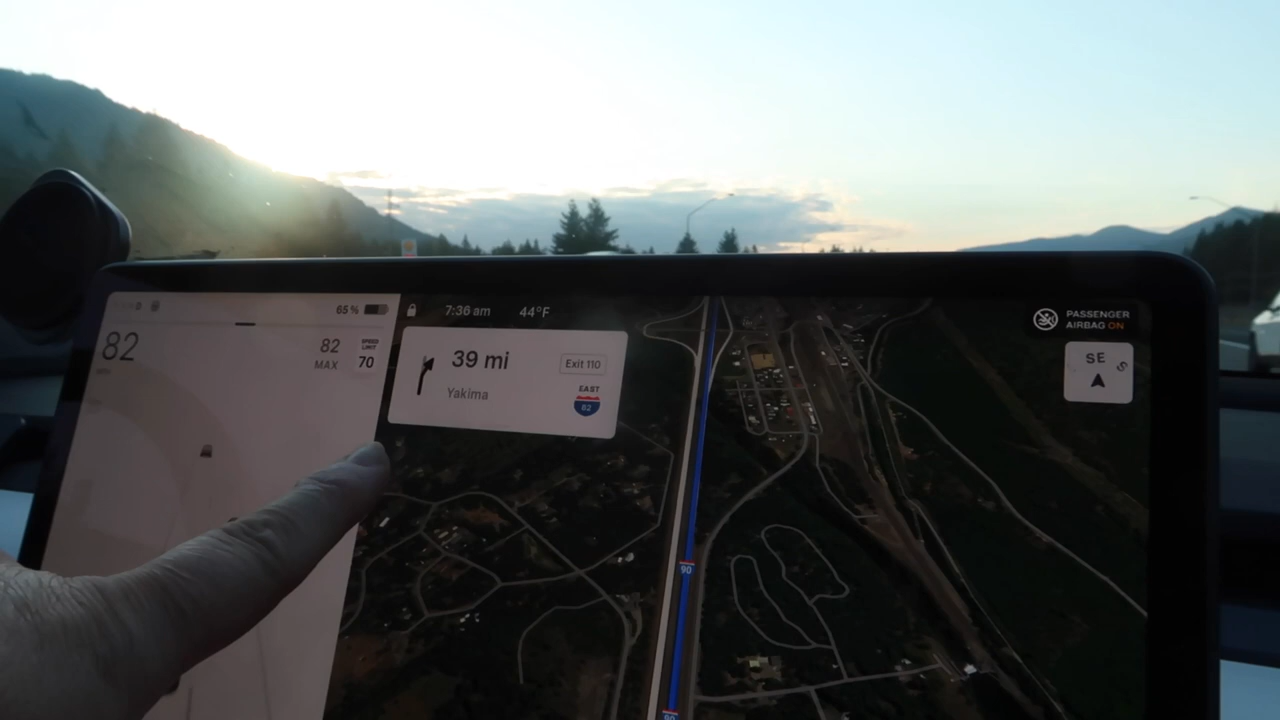 65 %
7:36 am
44°F
PASSENGER
AIRBAG ON
82
82
MAX
SPEED
LIMIT
70
39 mi
Exit 110
Yakima
EAST
82
SE
S
90
90